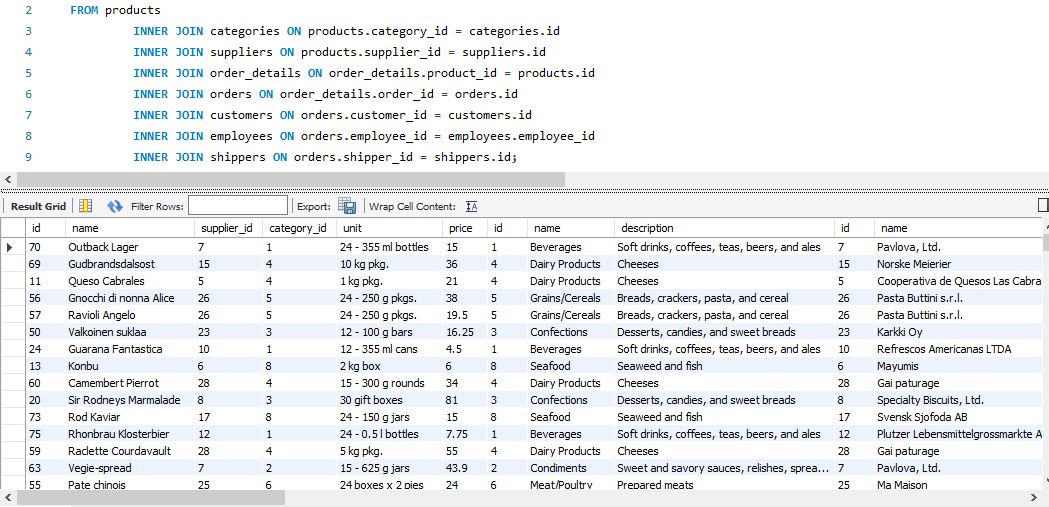 2 FROM products
3 INNER JOIN categories ON products.category_id = categories.id
4 INNER JOIN suppliers ON products.supplier_id = suppliers.id
5 INNER JOIN order_details ON order_details.product_id = products.id
6 INNER JOIN orders ON order_details.order_id = orders.id
7 INNER JOIN customers ON orders.customer_id = customers.id
8 INNER JOIN employees ON orders.employee_id = employees.employee_id
9 INNER JOIN shippers ON orders.shipper_id = shippers.id;
Result Grid Filter Rows: Export: Wrap Cell Content:
id name supplier_id category_id unit price id name description id name
70 Outback Lager 7 1 24 - 355 ml bottles 15 1 Beverages Soft drinks, coffees, teas, beers, and ales 7 Pavlova, Ltd.
69 Gudbrandsdalsost 15 4 10 kg pkg. 36 4 Dairy Products Cheeses 15 Norske Meierier
11 Queso Cabrales 5 4 1 kg pkg. 21 4 Dairy Products Cheeses 5 Cooperativa de Quesos Las Cabra
56 Gnocchi di nonna Alice 26 5 24 - 250 g pkgs. 38 5 Grains/Cereals Breads, crackers, pasta, and cereal 26 Pasta Buttini s.r.l.
57 Ravioli Angelo 26 5 24 - 250 g pkgs. 19.5 5 Grains/Cereals Breads, crackers, pasta, and cereal 26 Pasta Buttini s.r.l.
50 Valkoinen suklaa 23 3 12 - 100 g bars 16.25 3 Confections Desserts, candies, and sweet breads 23 Karkki Oy
24 Guarana Fantastica 10 1 12 - 355 ml cans 4.5 1 Beverages Soft drinks, coffees, teas, beers, and ales 10 Refrescos Americanas LTDA
13 Konbu 6 8 2 kg box 6 8 Seafood Seaweed and fish 6 Mayumis
60 Camembert Pierrot 28 4 15 - 300 g rounds 34 4 Dairy Products Cheeses 28 Gai paturage
20 Sir Rodneys Marmalade 8 3 30 gift boxes 81 3 Confections Desserts, candies, and sweet breads 8 Specialty Biscuits, Ltd.
73 Rod Kaviar 17 8 24 - 150 g jars 15 8 Seafood Seaweed and fish 17 Svensk Sjofoda AB
75 Rhonbrau Klosterbier 12 1 24 - 0.5 l bottles 7.75 1 Beverages Soft drinks, coffees, teas, beers, and ales 12 Plutzer Lebensmittelgrossmarkte A
59 Raclette Courdavault 28 4 5 kg pkg. 55 4 Dairy Products Cheeses 28 Gai paturage
63 Vegie-spread 7 2 15 - 625 g jars 43.9 2 Condiments Sweet and savory sauces, relishes, sprea... 7 Pavlova, Ltd.
55 Pate chinois 25 6 24 boxes x 2 pies 24 6 Meat/Poultry Prepared meats 25 Ma Maison